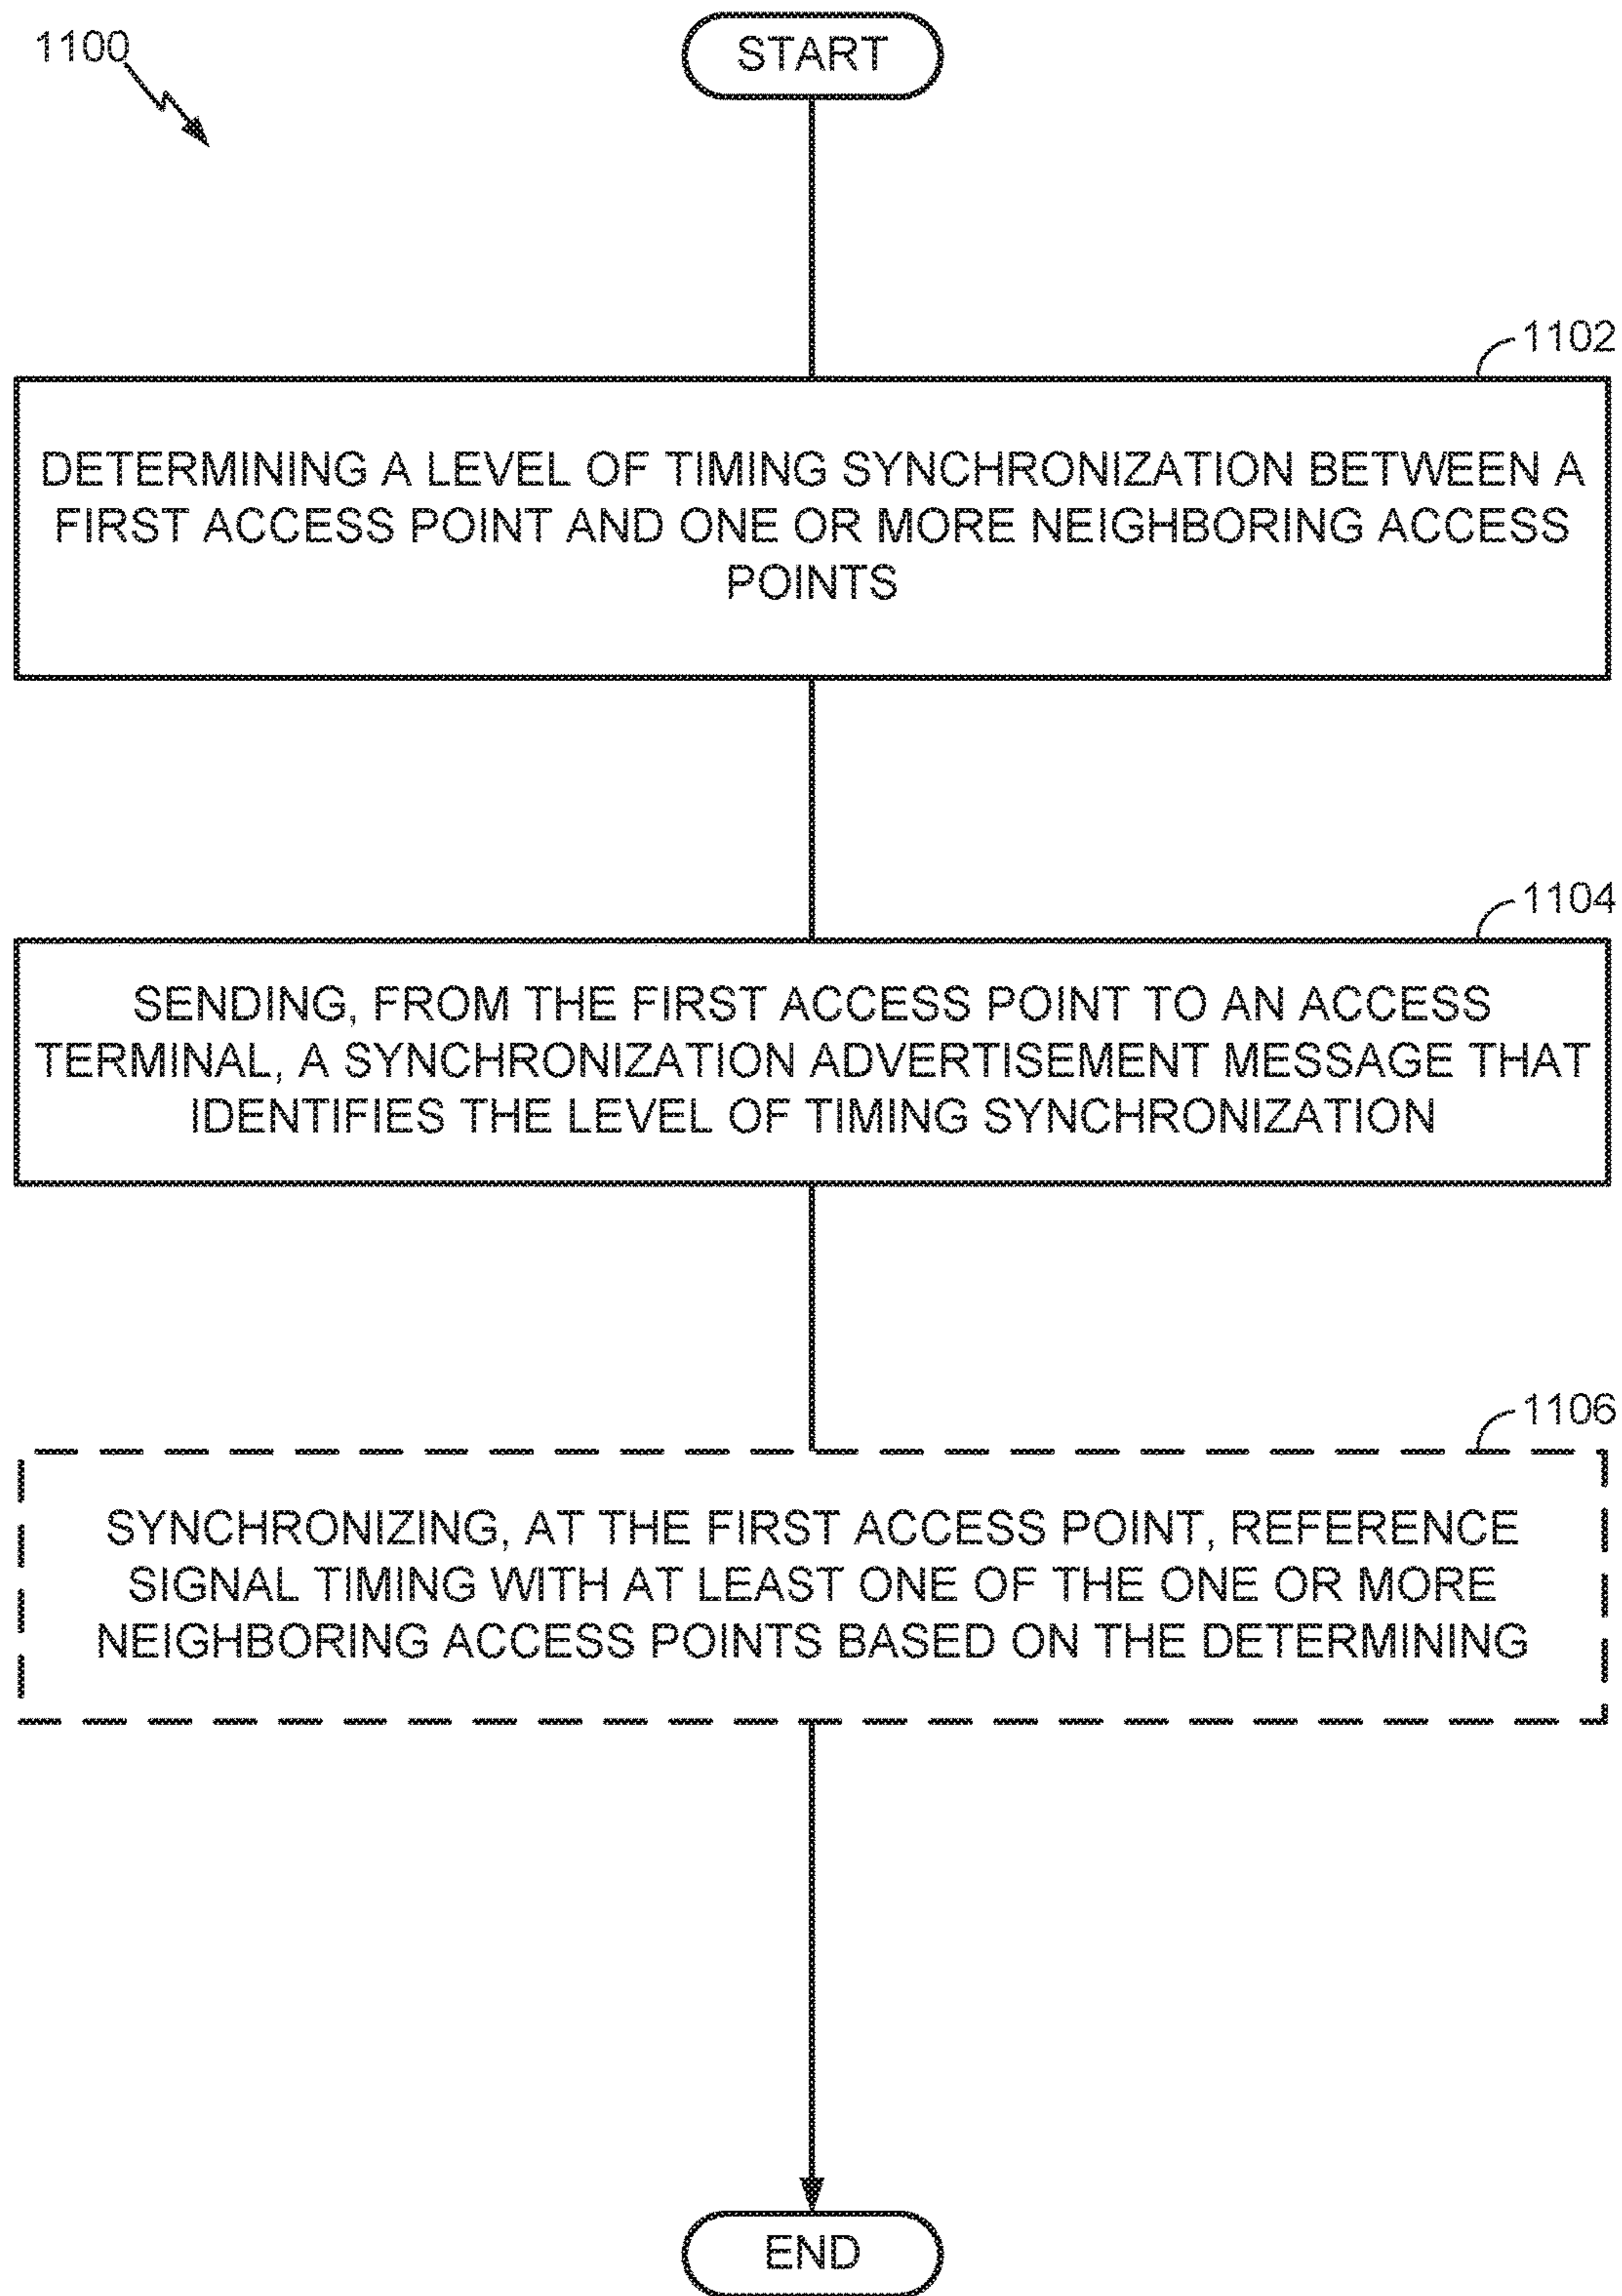 1100
START
1102
DETERMINING A LEVEL OF TIMING SYNCHRONIZATION BETWEEN A
FIRST ACCESS POINT AND ONE OR MORE NEIGHBORING ACCESS
POINTS
1104
SENDING, FROM THE FIRST ACCESS POINT TO AN ACCESS
TERMINAL, A SYNCHRONIZATION ADVERTISEMENT MESSAGE THAT
IDENTIFIES THE LEVEL OF TIMING SYNCHRONIZATION
1106
SYNCHRONIZING, AT THE FIRST ACCESS POINT, REFERENCE
SIGNAL TIMING WITH AT LEAST ONE OF THE ONE OR MORE
NEIGHBORING ACCESS POINTS BASED ON THE DETERMINING
END